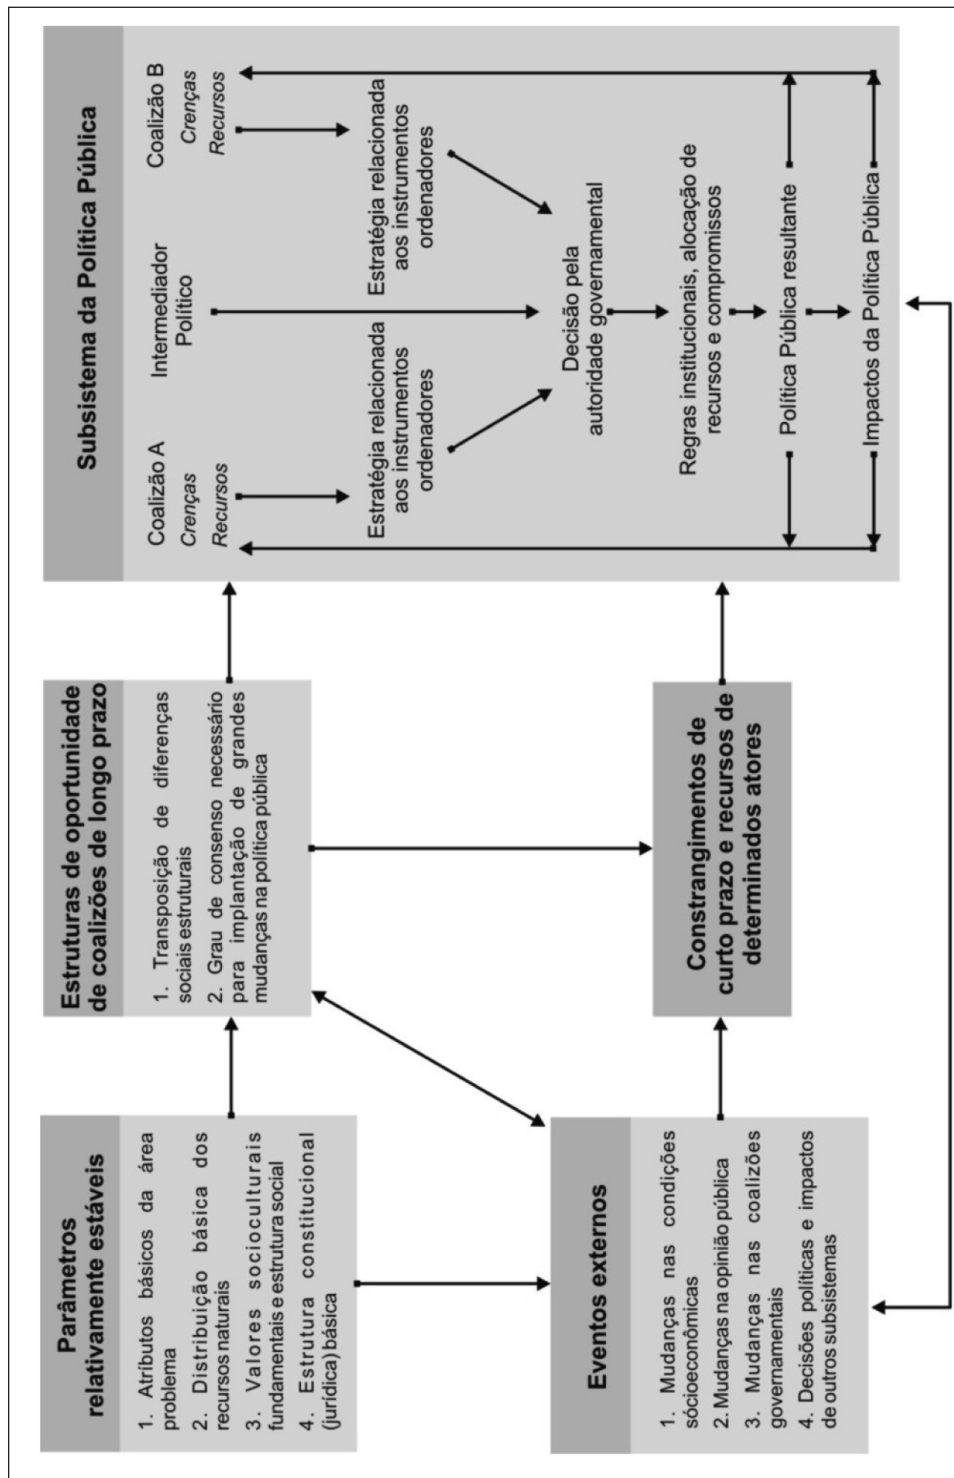 Parâmetros
relativamente estáveis
1. Atributos básicos da área
problema
2. Distribuição básica dos
recursos naturais
3. Valores socioculturais
fundamentais e estrutura social
4. Estrutura constitucional
(jurídica) básica
Eventos externos
1. Mudanças nas condições
sócioeconômicas
2. Mudanças na opinião pública
3. Mudanças nas coalizões
governamentais
4. Decisões políticas e impactos
de outros subsistemas
Estruturas de oportunidade
de coalizões de longo prazo
1. Transposição de diferenças
sociais estruturais
2. Grau de consenso necessário
para implantação de grandes
mudanças na política pública
Constrangimentos de
curto prazo e recursos de
determinados atores
Subsistema da Política Pública
Coalizão A
Crenças
Recursos
Intermediador
Político
Coalizão B
Crenças
Recursos
Estratégia relacionada
aos instrumentos
ordenadores
Estratégia relacionada
aos instrumentos
ordenadores
Decisão pela
autoridade governamental
Regras institucionais, alocação de
recursos e compromissos
Política Pública resultante
Impactos da Política Pública